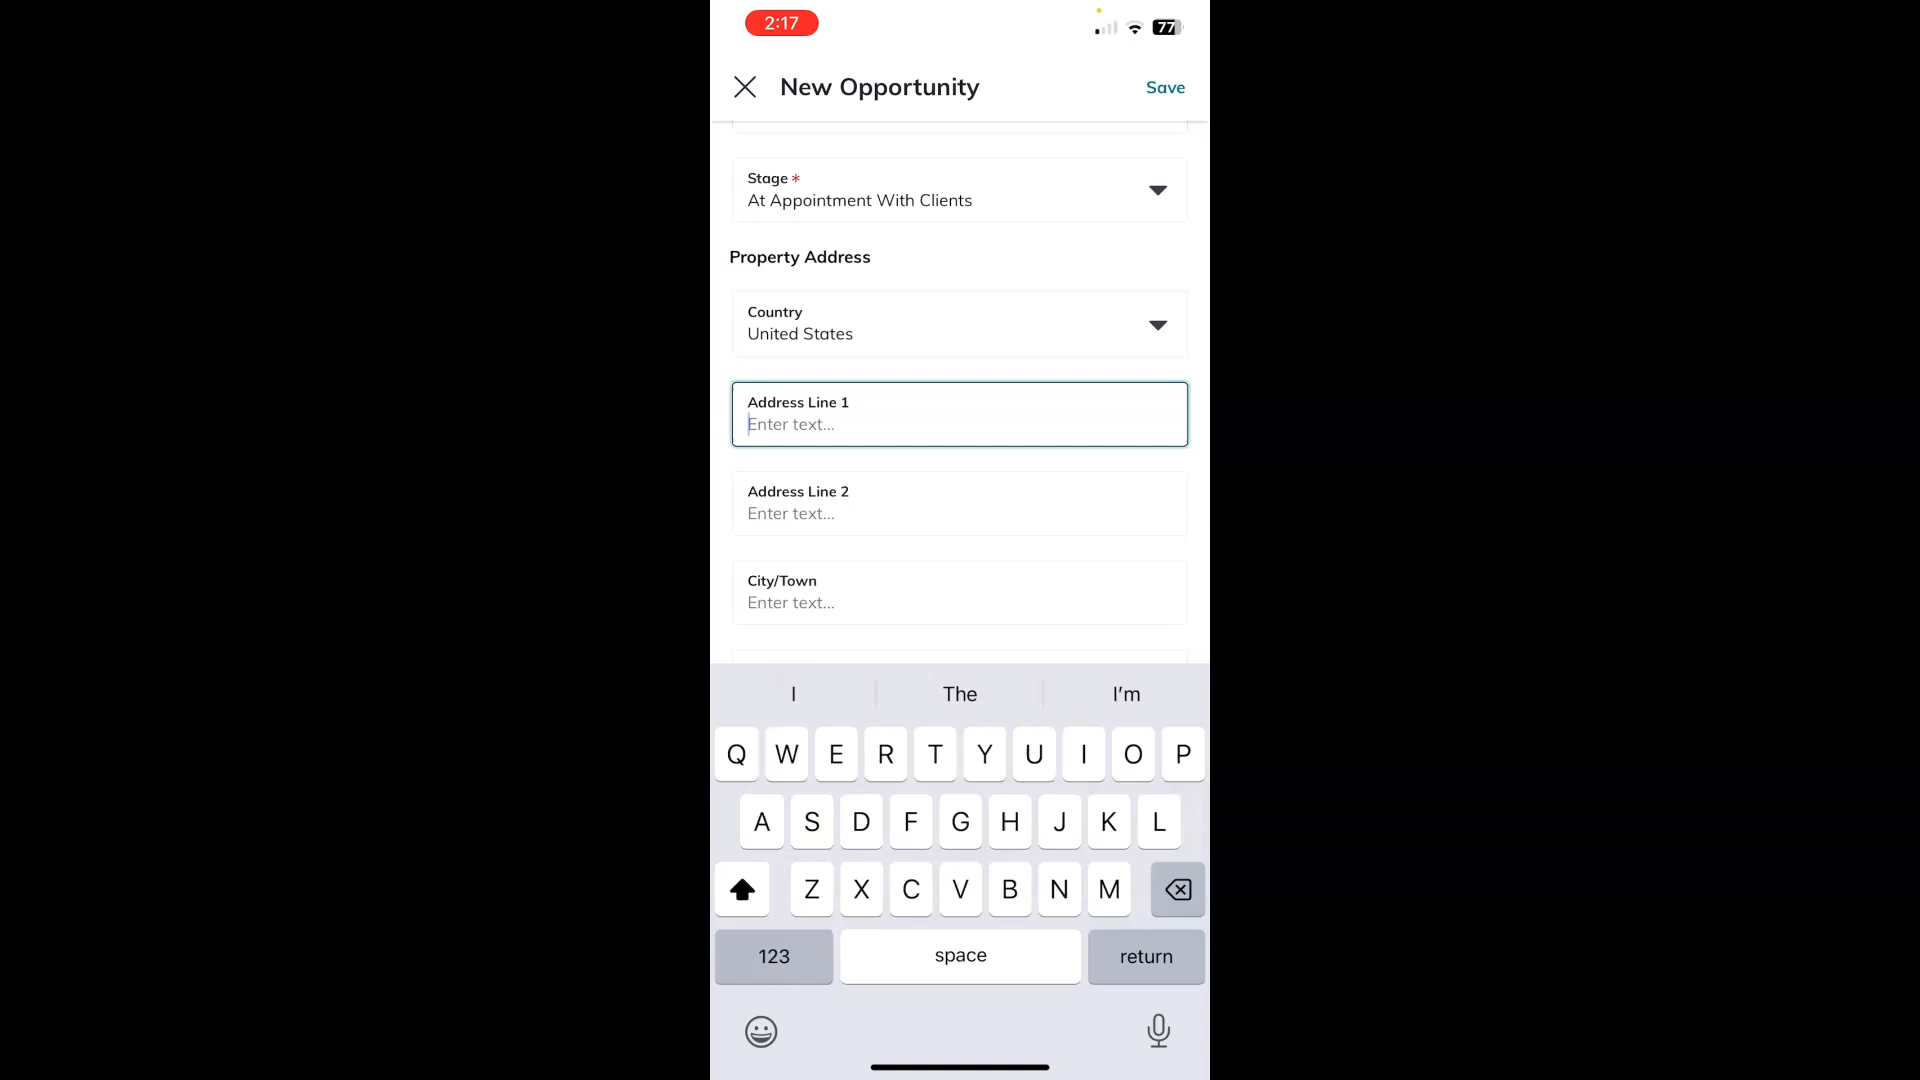 2:17
77
New Opportunity
Save
Stage *
At Appointment With Clients
Property Address
Country
United States
Address Line 1
Enter text...
Address Line 2
Enter text...
City/Town
Enter text...
I The I'm
Q W E R T Y U I O P
A S D F G H J K L
Z X C V B N M
123 space return